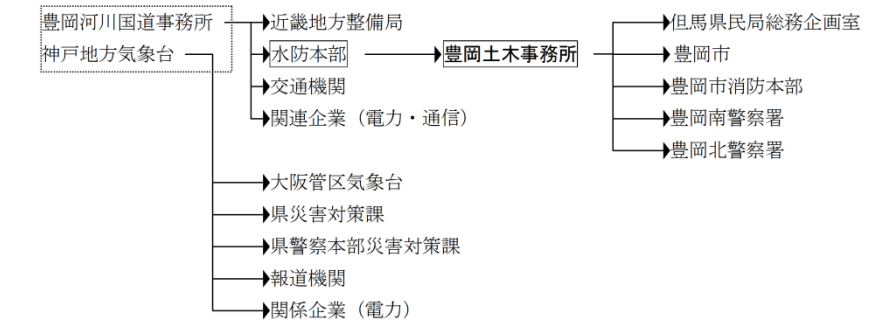 豊岡河川国道事務所
神戸地方気象台
近畿地方整備局
水防本部
交通機関
関連企業（電力・通信）
豊岡土木事務所
但馬県民局総務企画室
豊岡市
豊岡市消防本部
豊岡南警察署
豊岡北警察署
大阪管区気象台
県災害対策課
県警察本部災害対策課
報道機関
関係企業（電力）